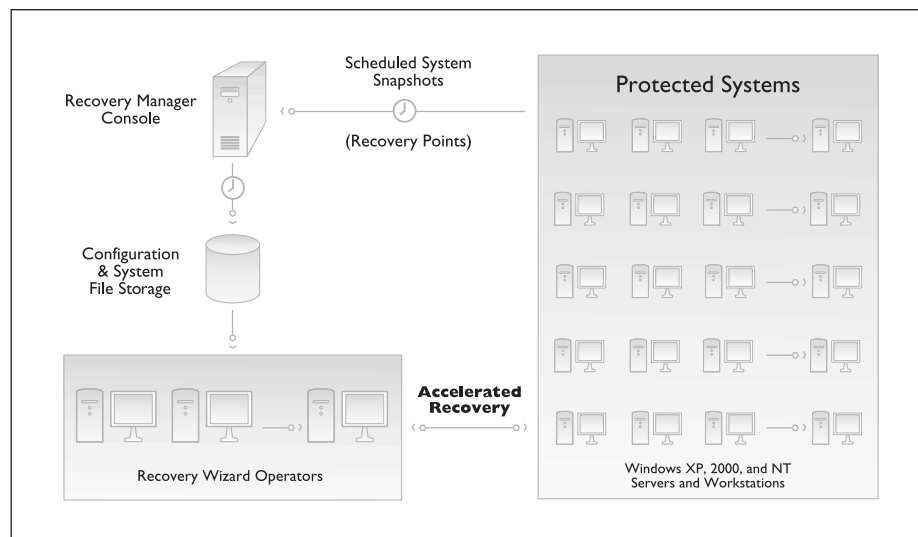 Scheduled System
Snapshots
(Recovery Points)
Recovery Manager
Console
Protected Systems
Configuration
& System
File Storage
Accelerated
Recovery
Recovery Wizard Operators
Windows XP, 2000, and NT
Servers and Workstations